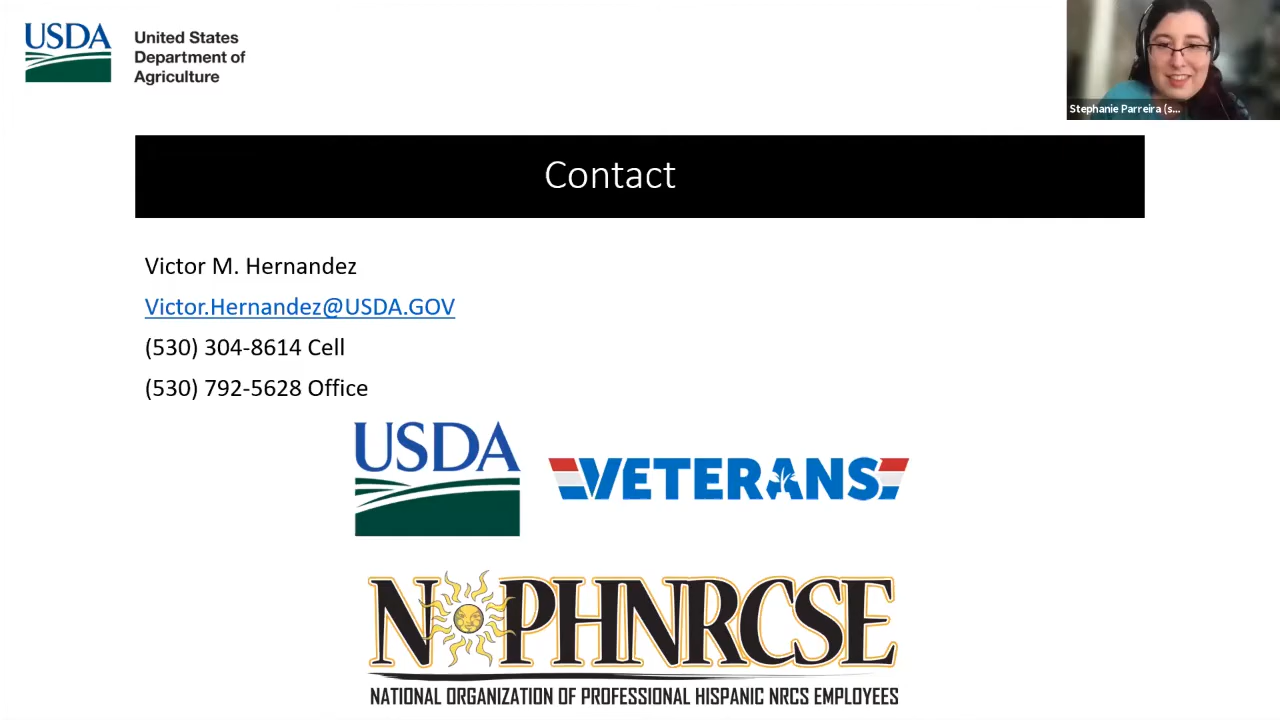 USDA
United States
Department of
Agriculture
Stephanie Parreira (s...
Contact
Victor M. Hernandez
Victor.Hernandez@USDA.GOV
(530) 304-8614 Cell
(530) 792-5628 Office
USDA
VETERANS
NOPHNRCSE
NATIONAL ORGANIZATION OF PROFESSIONAL HISPANIC NRCS EMPLOYEES